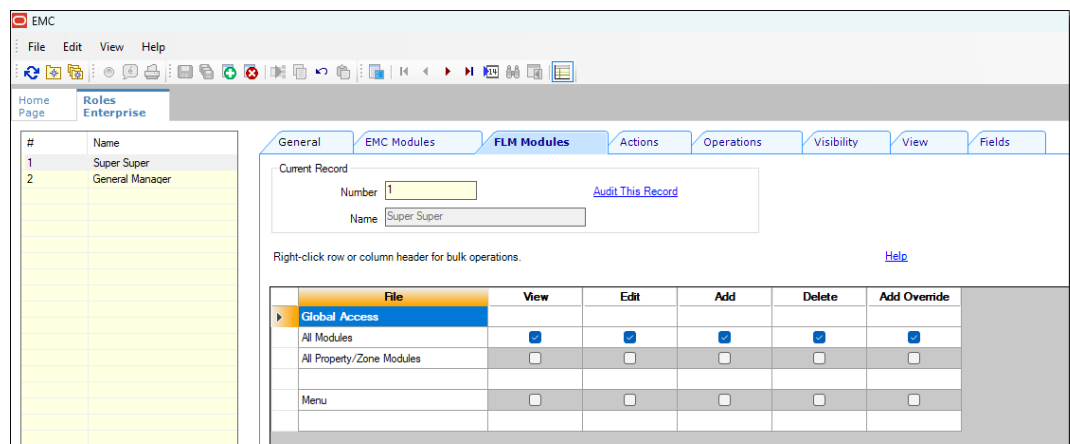 EMC
File Edit View Help
14
Home Page
Roles Enterprise
# Name
1 Super Super
2 General Manager
General EMC Modules FLM Modules Actions Operations Visibility View Fields
Current Record
Number 1 Audit This Record
Name Super Super
Right-click row or column header for bulk operations. Help
File View Edit Add Delete Add Override
Global Access
All Modules
All Property/Zone Modules
Menu